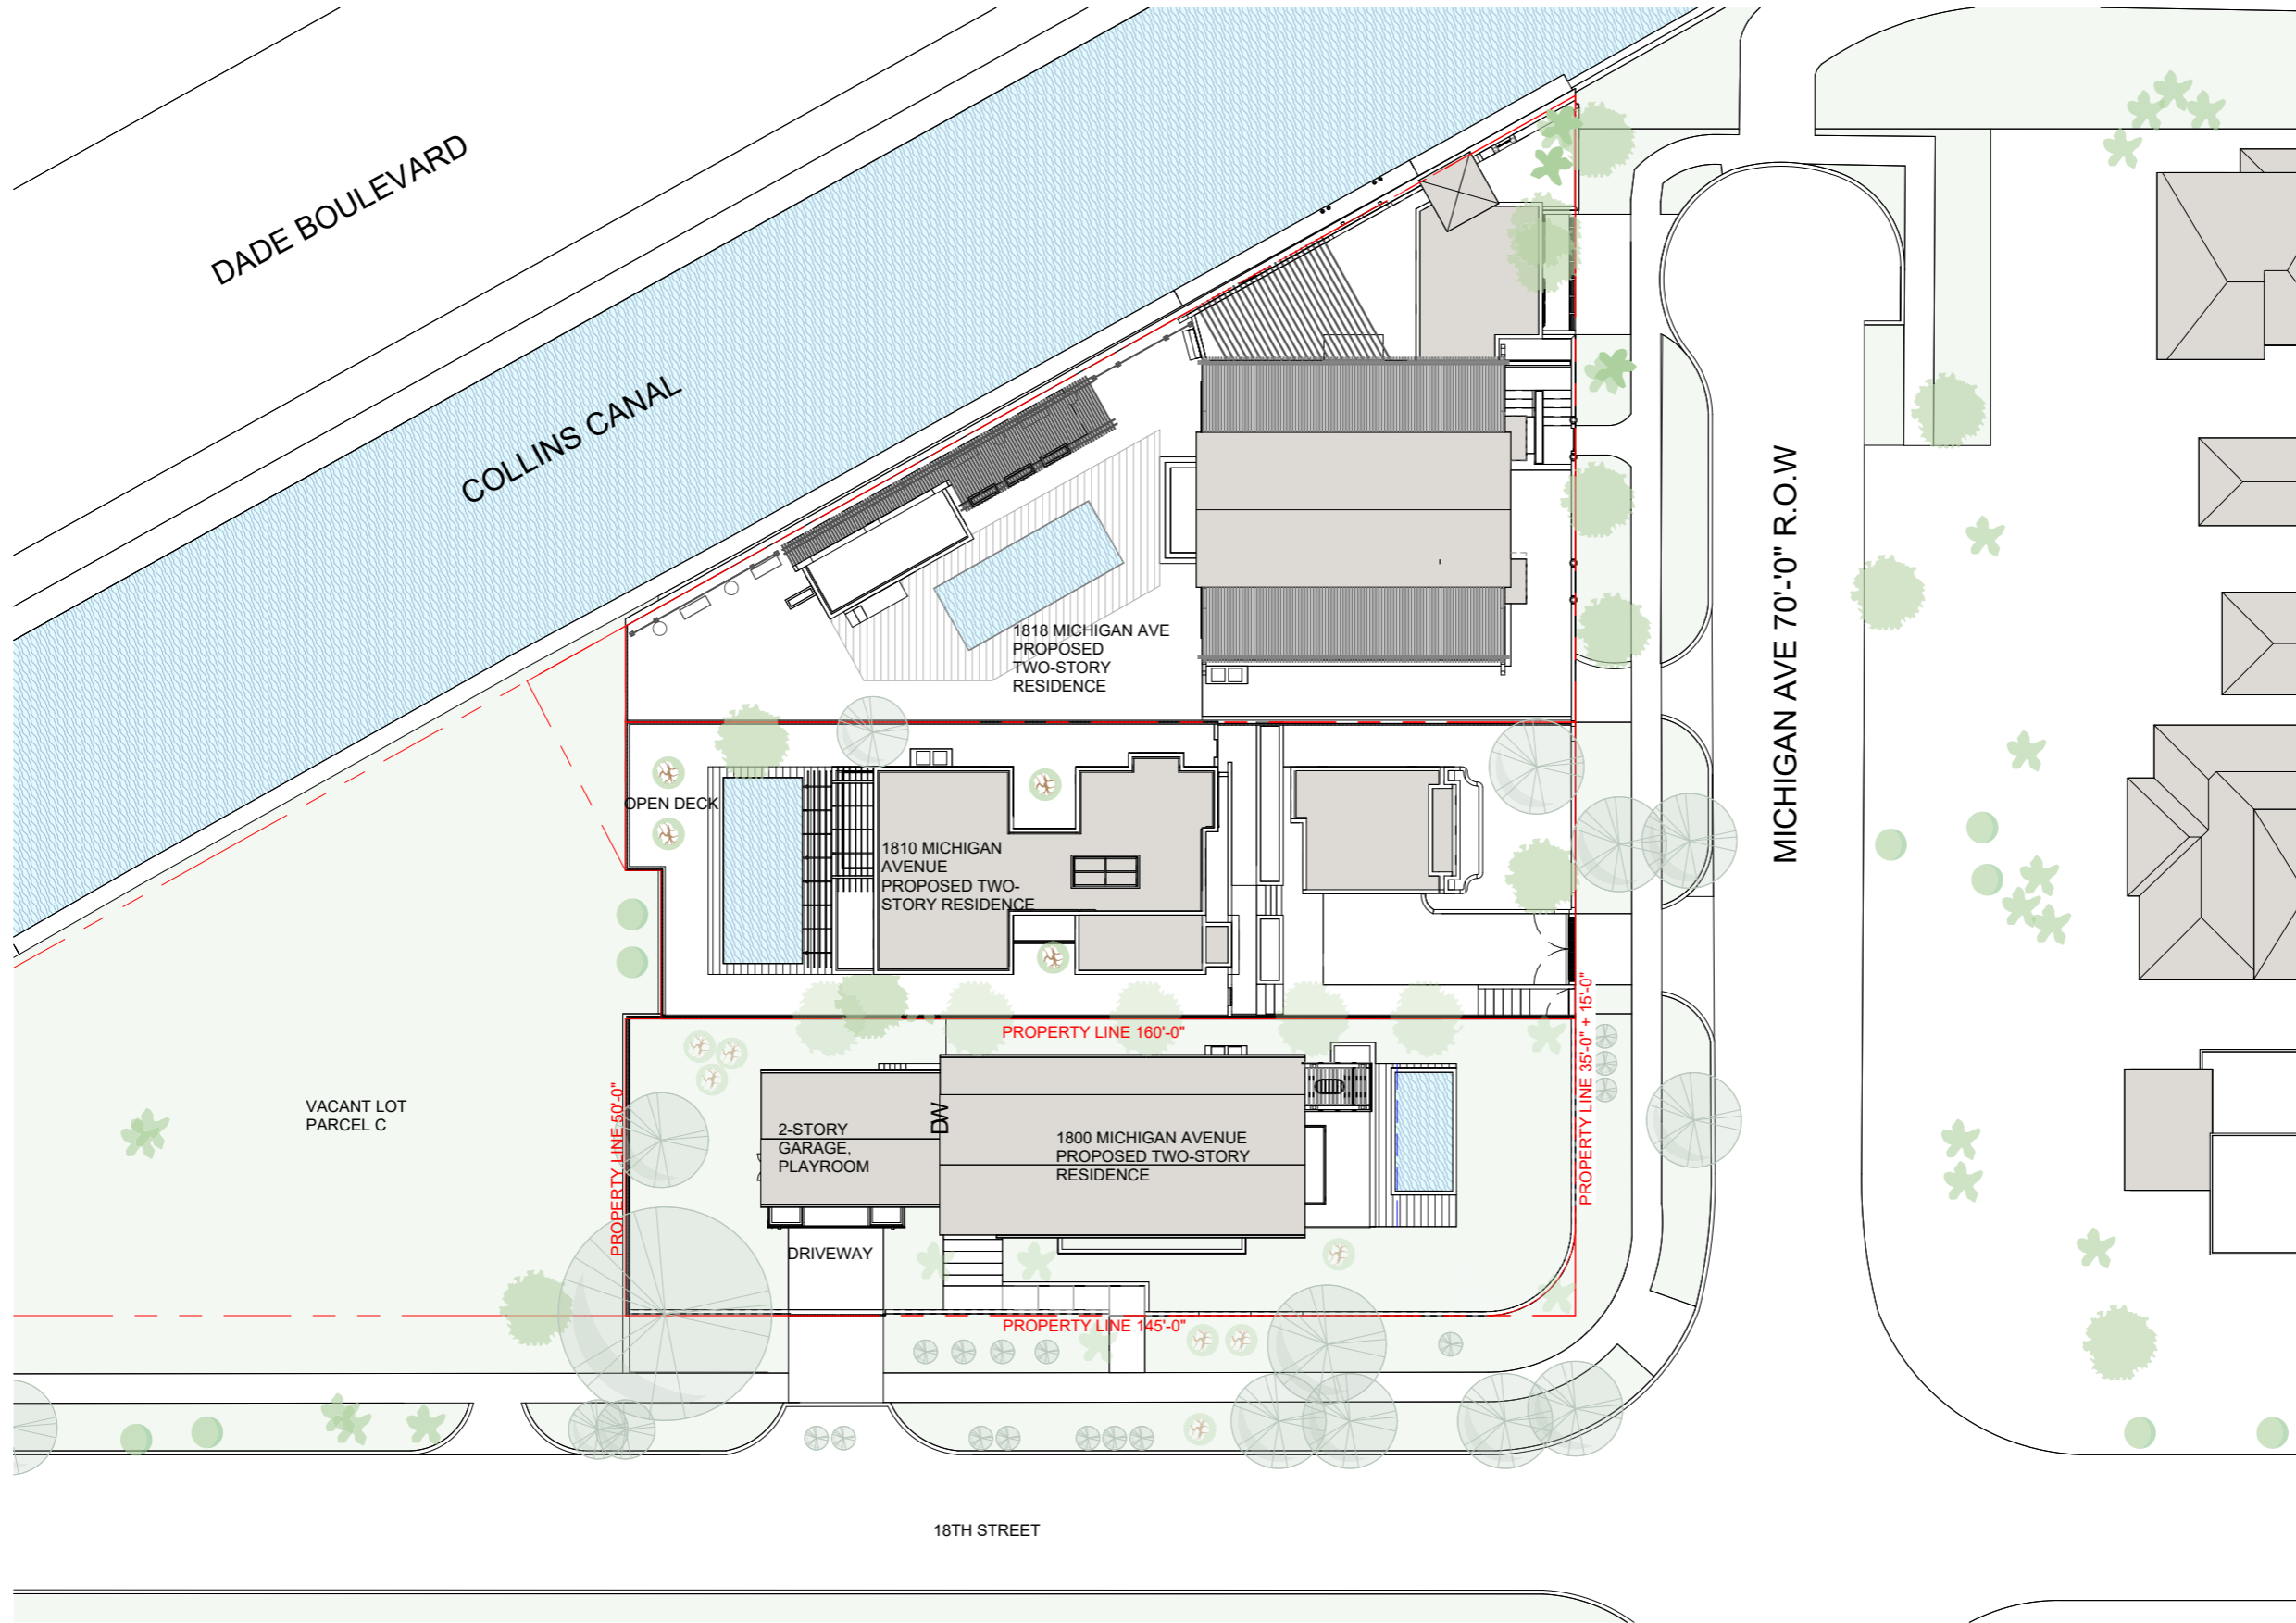 DADE BOULEVARD
COLLINS CANAL
MICHIGAN AVE 70'-0" R.O.W
1818 MICHIGAN AVE
PROPOSED
TWO-STORY
RESIDENCE
OPEN DECK
1810 MICHIGAN
AVENUE
PROPOSED TWO-
STORY RESIDENCE
PROPERTY LINE 160'-0"
PROPERTY LINE 35'-0" + 15'-0"
PROPERTY LINE 50'-0"
VACANT LOT
PARCEL C
2-STORY
GARAGE,
PLAYROOM
DW
1800 MICHIGAN AVENUE
PROPOSED TWO-STORY
RESIDENCE
DRIVEWAY
PROPERTY LINE 145'-0"
18TH STREET